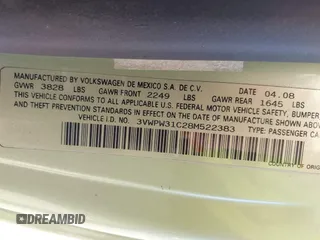 MANUFACTURED BY VOLKSWAGEN DE MEXICO S.A. DE C.V. DATE 04.08
GVWR 3828 LBS GAWR FRONT 2249 LBS GAWR REAR 1645 LBS
THIS VEHICLE CONFORMS TO ALL APPLICABLE U.S. FEDERAL MOTOR VEHICLE SAFETY, BUMPER,
AND THEFT PREVENTION STANDARDS IN EFFECT ON THE DATE OF MANUFACTURE SHOWN ABOVE
VEHICLE I.D. NO. 3VWPW31C28M522383 TYPE: PASSENGER CA
DREAMBID